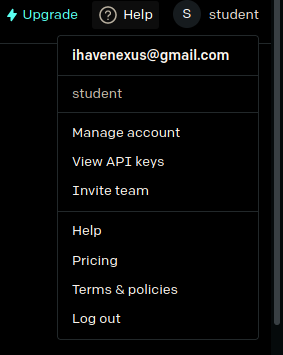 Upgrade Help S student
ihavenexus@gmail.com
student
Manage account
View API keys
Invite team
Help
Pricing
Terms & policies
Log out